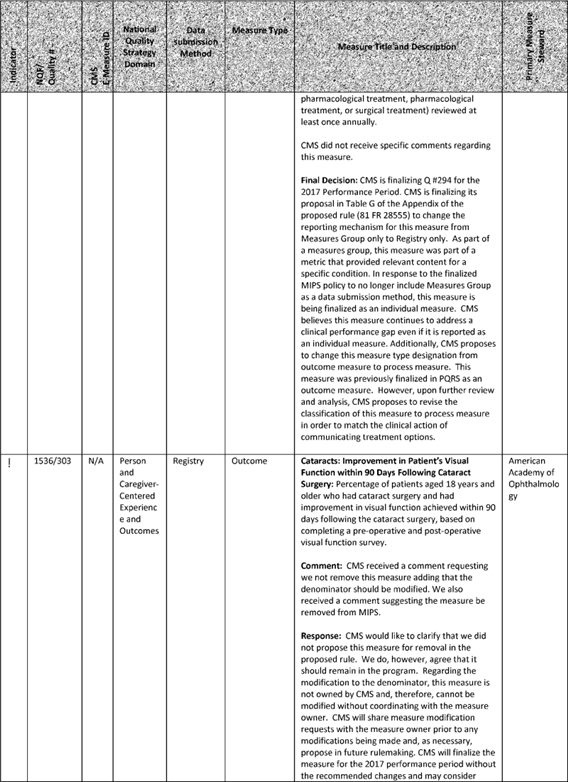 Indicator
NQF/
Quality #
CMS
E-Measure ID
National
Quality
Strategy
Domain
Data
submission
Method
Measure Type
Measure Title and Description
Primary Measure
Steward
pharmacological treatment, pharmacological
treatment, or surgical treatment) reviewed at
least once annually.
CMS did not receive specific comments regarding
this measure.
Final Decision: CMS is finalizing Q #294 for the
2017 Performance Period. CMS is finalizing its
proposal in Table G of the Appendix of the
proposed rule (81 FR 28555) to change the
reporting mechanism for this measure from
Measures Group only to Registry only. As part of
a measures group, this measure was part of a
metric that provided relevant content for a
specific condition. In response to the finalized
MIPS policy to no longer include Measures Group
as a data submission method, this measure is
being finalized as an individual measure. CMS
believes this measure continues to address a
clinical performance gap even if it is reported as
an individual measure. Additionally, CMS proposes
to change this measure type designation from
outcome measure to process measure. This
measure was previously finalized in PQRS as an
outcome measure. However, upon further review
and analysis, CMS proposes to revise the
classification of this measure to process measure
in order to match the clinical action of
communicating treatment options.
!
1536/303
N/A
Person
and
Caregiver-
Centered
Experienc
e and
Outcomes
Registry
Outcome
Cataracts: Improvement in Patient's Visual
Function within 90 Days Following Cataract
Surgery: Percentage of patients aged 18 years and
older who had cataract surgery and had
improvement in visual function achieved within 90
days following the cataract surgery, based on
completing a pre-operative and post-operative
visual function survey.
Comment: CMS received a comment requesting
we not remove this measure adding that the
denominator should be modified. We also
received a comment suggesting the measure be
removed from MIPS.
Response: CMS would like to clarify that we did
not propose this measure for removal in the
proposed rule. We do, however, agree that it
should remain in the program. Regarding the
modification to the denominator, this measure is
not owned by CMS and, therefore, cannot be
modified without coordinating with the measure
owner. CMS will share measure modification
requests with the measure owner prior to any
modifications being made and, as necessary,
propose in future rulemaking. CMS will finalize the
measure for the 2017 performance period without
the recommended changes and may consider
American
Academy of
Ophthalmolo
gy